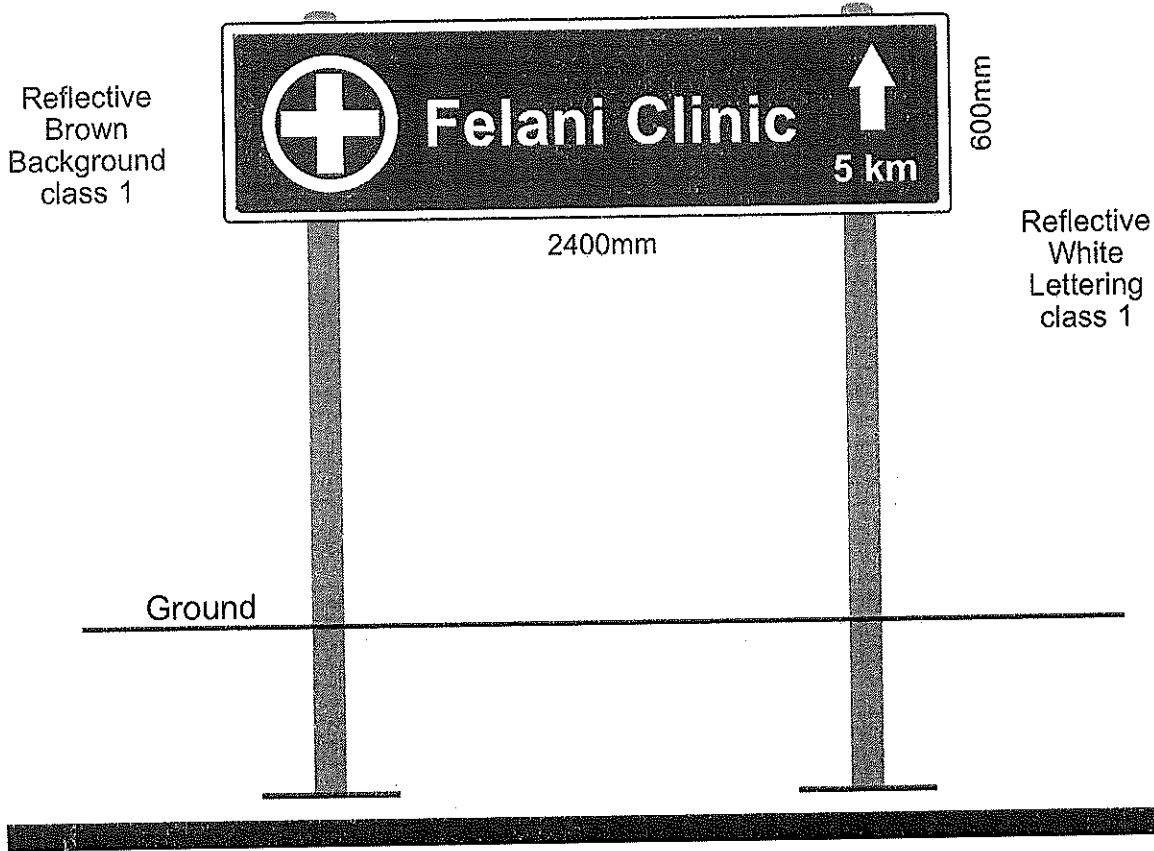 Reflective
Brown
Background
class 1
Felani Clinic
5 km
600mm
2400mm
Reflective
White
Lettering
class 1
Ground